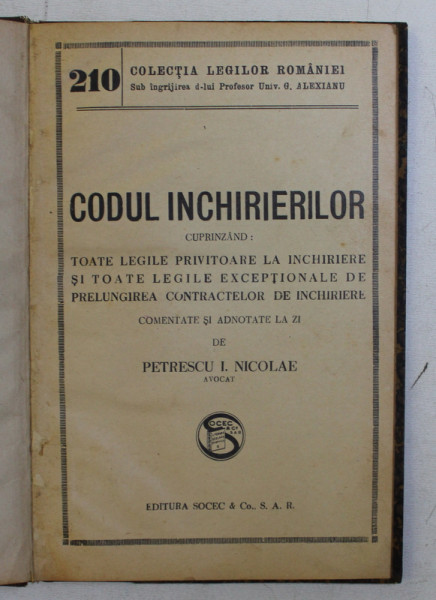 210
COLECȚIA LEGILOR ROMÂNIEI
Sub îngrijirea d-lui Profesor Univ. G. ALEXIANU
CODUL INCHIRIERILOR
CUPRINZÂND :
TOATE LEGILE PRIVITOARE LA INCHIRIERE
ȘI TOATE LEGILE EXCEPȚIONALE DE
PRELUNGIREA CONTRACTELOR DE INCHIRIERE
COMENTATE ȘI ADNOTATE LA ZI
DE
PETRESCU I. NICOLAE
AVOCAT
SOCEC
& Co
S.A.R.
EDITURA SOCEC & Co., S. A. R.